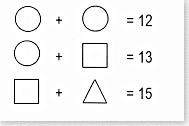 + = 12
+ = 13
+ = 15